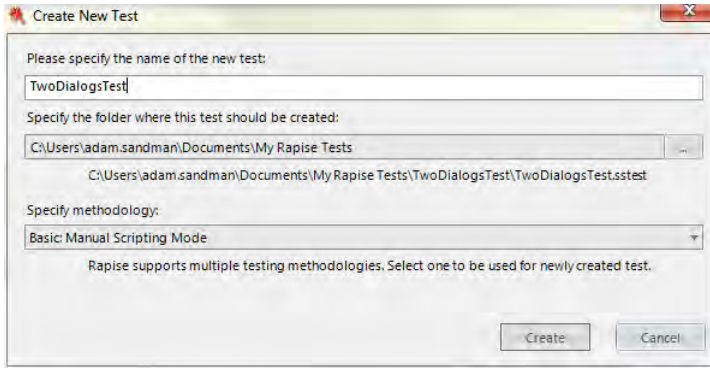 Create New Test
Please specify the name of the new test:
TwoDialogsTest
Specify the folder where this test should be created:
C:\Users\adam.sandman\Documents\My Rapise Tests
...
C:\Users\adam.sandman\Documents\My Rapise Tests\TwoDialogsTest\TwoDialogsTest.sstest
Specify methodology:
Basic: Manual Scripting Mode
Rapise supports multiple testing methodologies. Select one to be used for newly created test.
Create Cancel